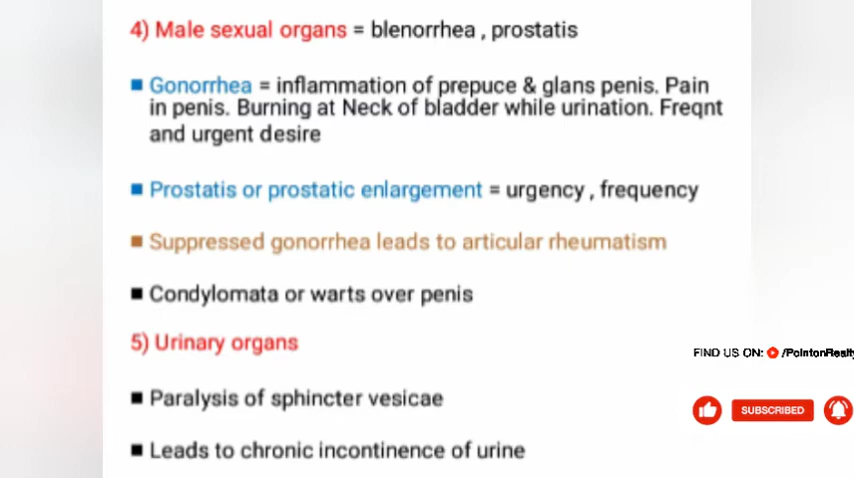 4) Male sexual organs = blenorrhea , prostatis
■ Gonorrhea = inflammation of prepuce & glans penis. Pain
in penis. Burning at Neck of bladder while urination. Freqnt
and urgent desire
■ Prostatis or prostatic enlargement = urgency , frequency
■ Suppressed gonorrhea leads to articular rheumatism
■ Condylomata or warts over penis
5) Urinary organs
FIND US ON: /PointonRealty
■ Paralysis of sphincter vesicae
SUBSCRIBED
■ Leads to chronic incontinence of urine